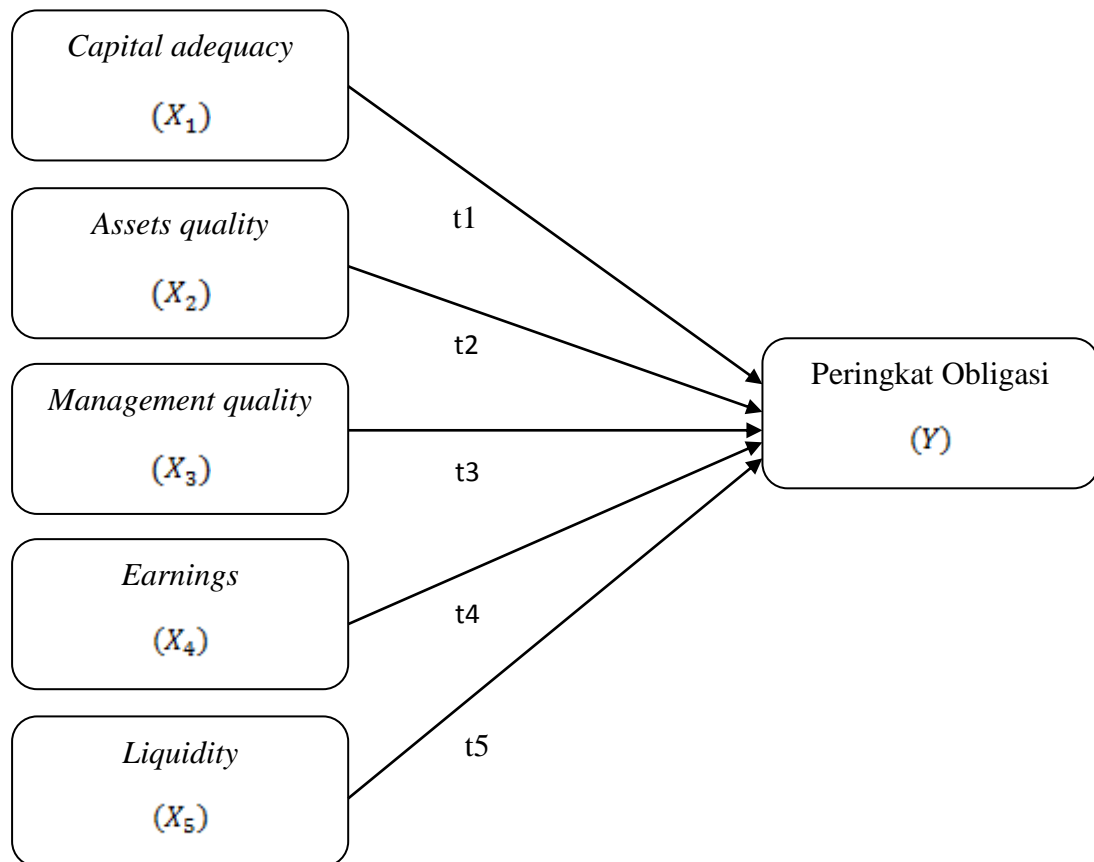 Capital adequacy
(X₁)
Assets quality
(X₂)
Management quality
(X₃)
Earnings
(X₄)
Liquidity
(X₅)
t1
t2
t3
t4
t5
Peringkat Obligasi
(Y)